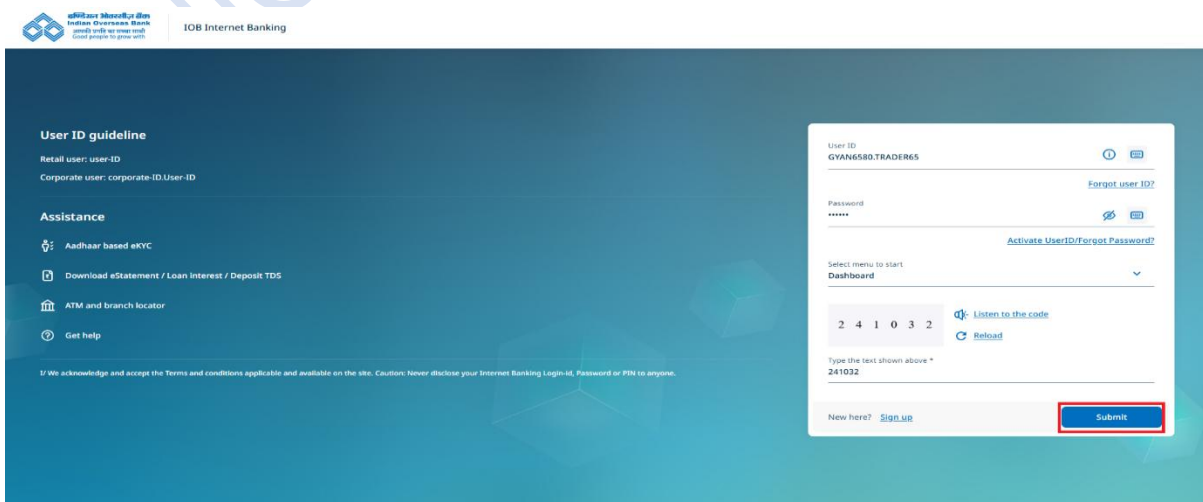 इण्डियन ओवरसीज़ बैंक
Indian Overseas Bank
आपकी प्रगति का सच्चा साथी
Good people to grow with
IOB Internet Banking
User ID guideline
Retail user: user-ID
Corporate user: corporate-ID.User-ID
Assistance
Aadhaar based eKYC
Download eStatement / Loan interest / Deposit TDS
ATM and branch locator
Get help
I/ We acknowledge and accept the Terms and conditions applicable and available on the site. Caution: Never disclose your Internet Banking Login-id, Password or PIN to anyone.
User ID
GYAN6580.TRADER65
Forgot user ID?
Password
••••••
Activate UserID/Forgot Password?
Select menu to start
Dashboard
2 4 1 0 3 2
Listen to the code
Reload
Type the text shown above *
241032
New here? Sign up
Submit